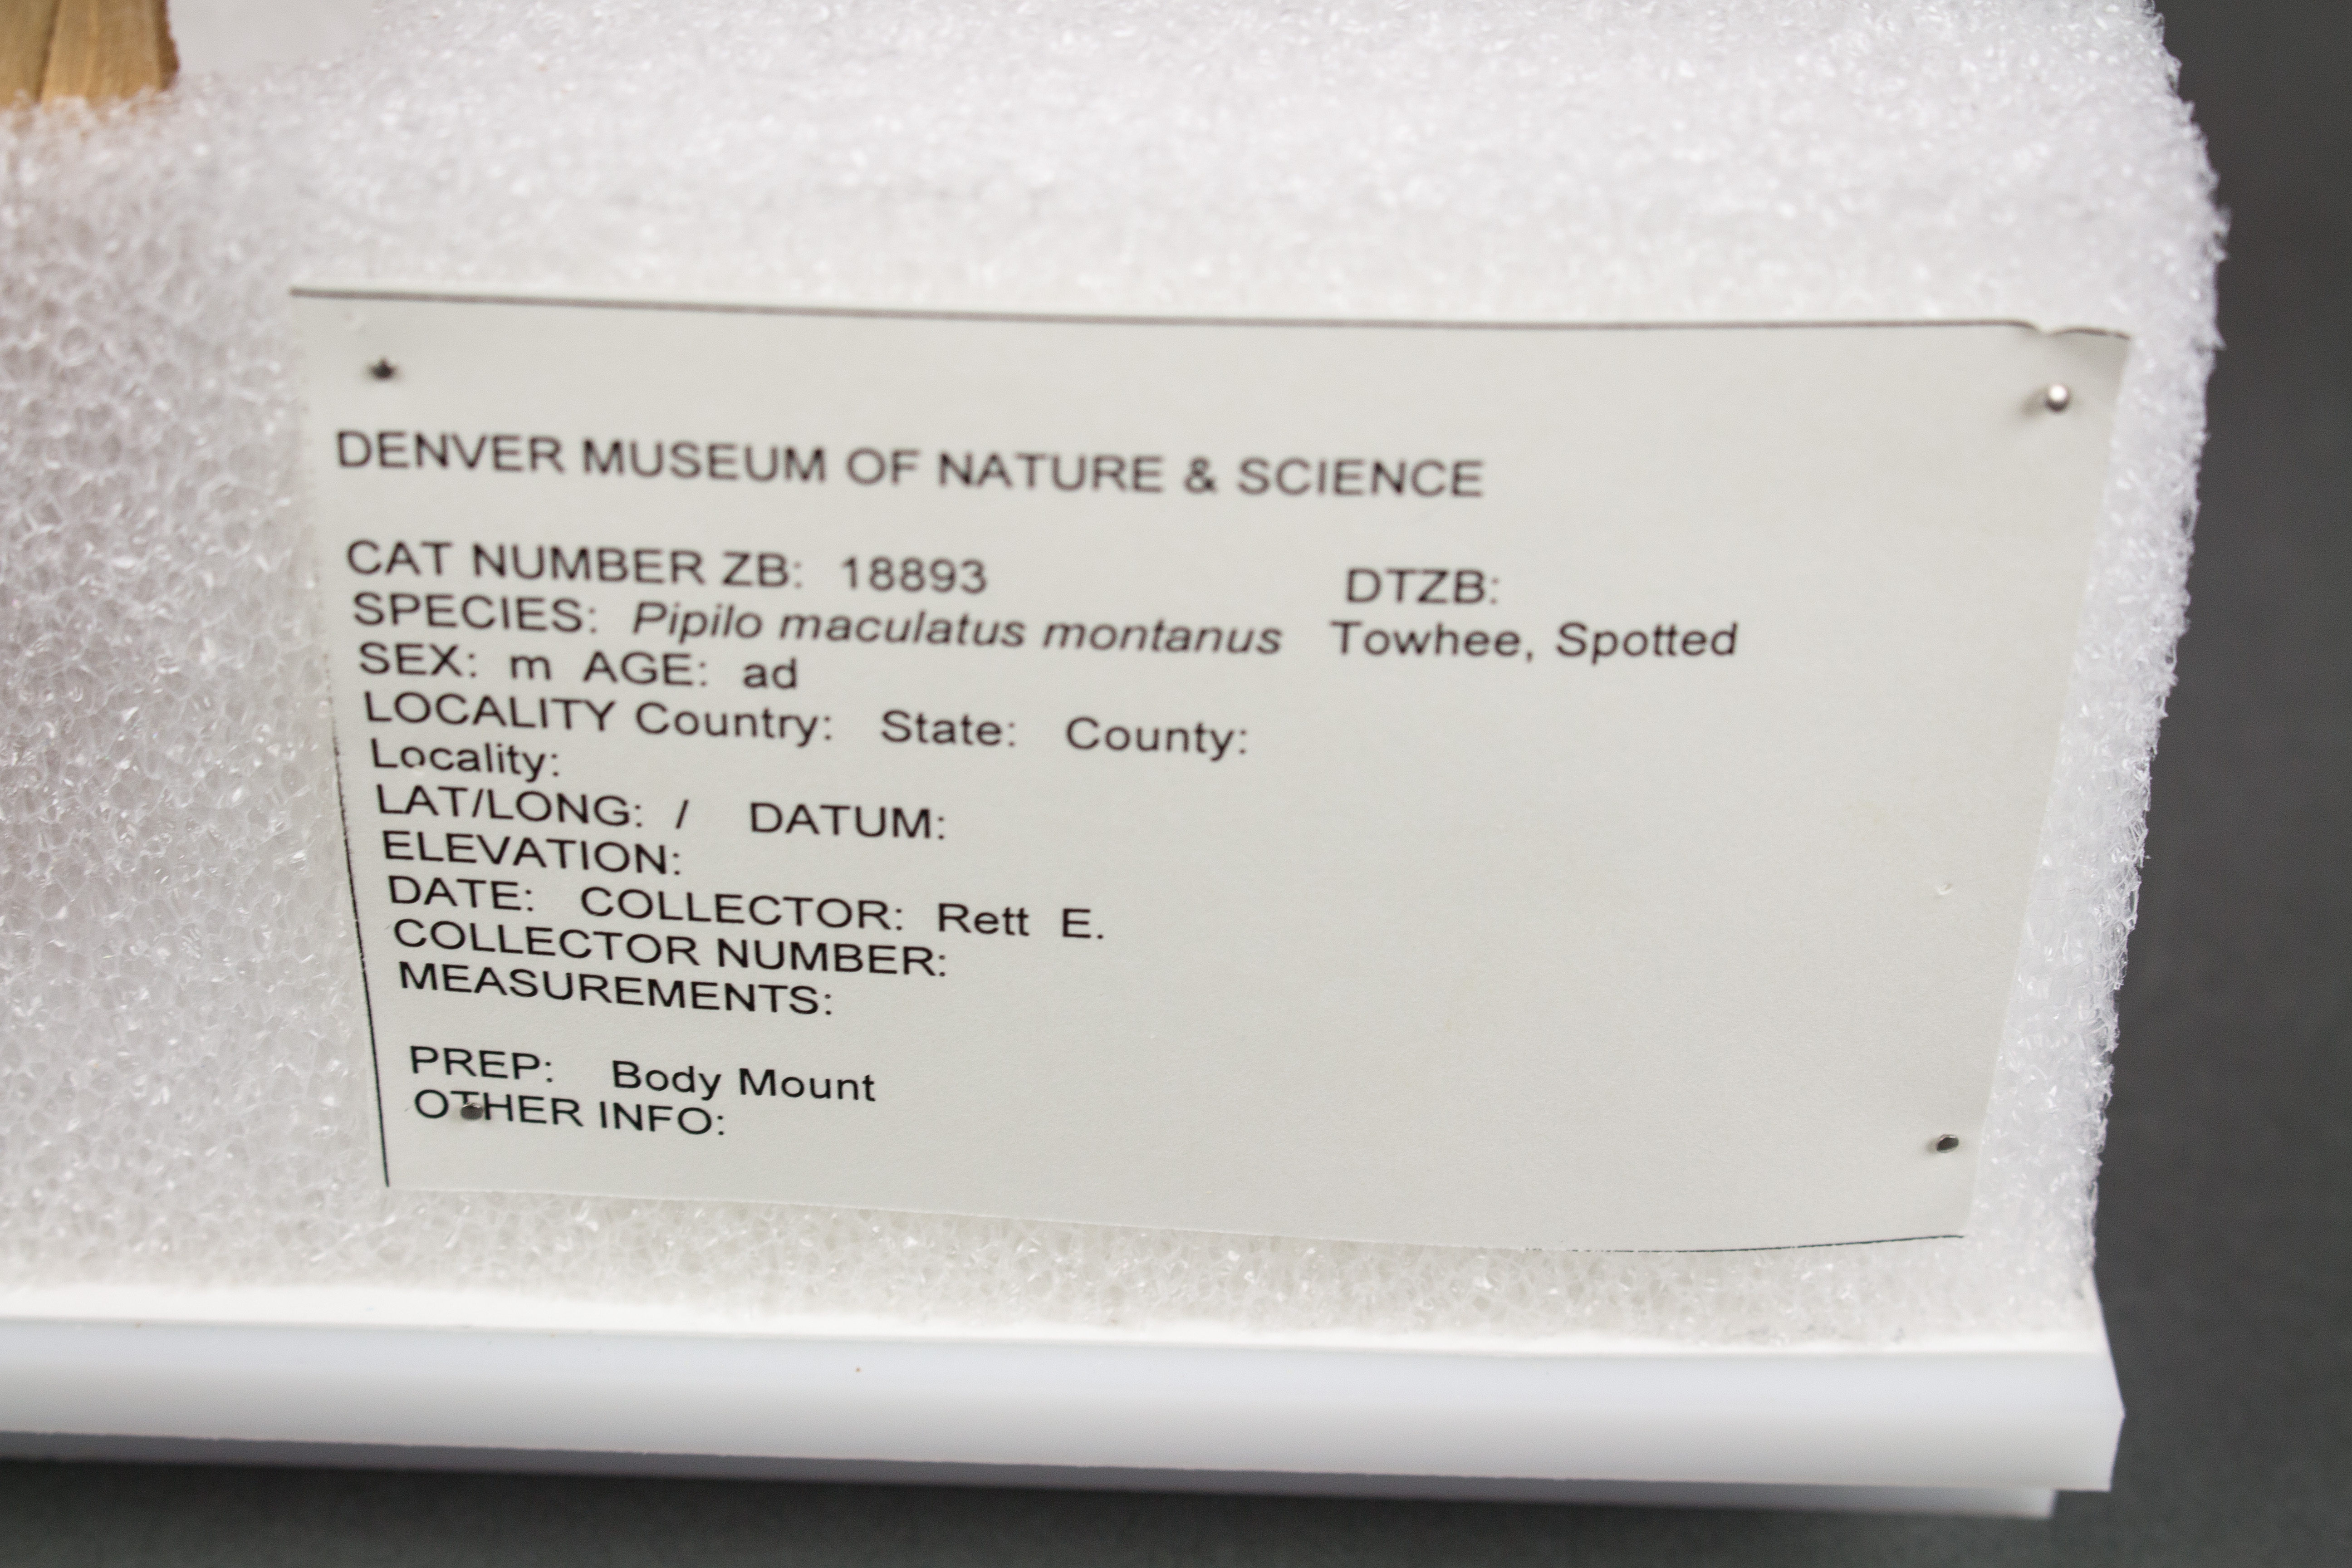 DENVER MUSEUM OF NATURE & SCIENCE
CAT NUMBER ZB: 18893 DTZB:
SPECIES: Pipilo maculatus montanus Towhee, Spotted
SEX: m AGE: ad
LOCALITY Country: State: County:
Locality:
LAT/LONG: / DATUM:
ELEVATION:
DATE: COLLECTOR: Rett E.
COLLECTOR NUMBER:
MEASUREMENTS:
PREP: Body Mount
OTHER INFO: